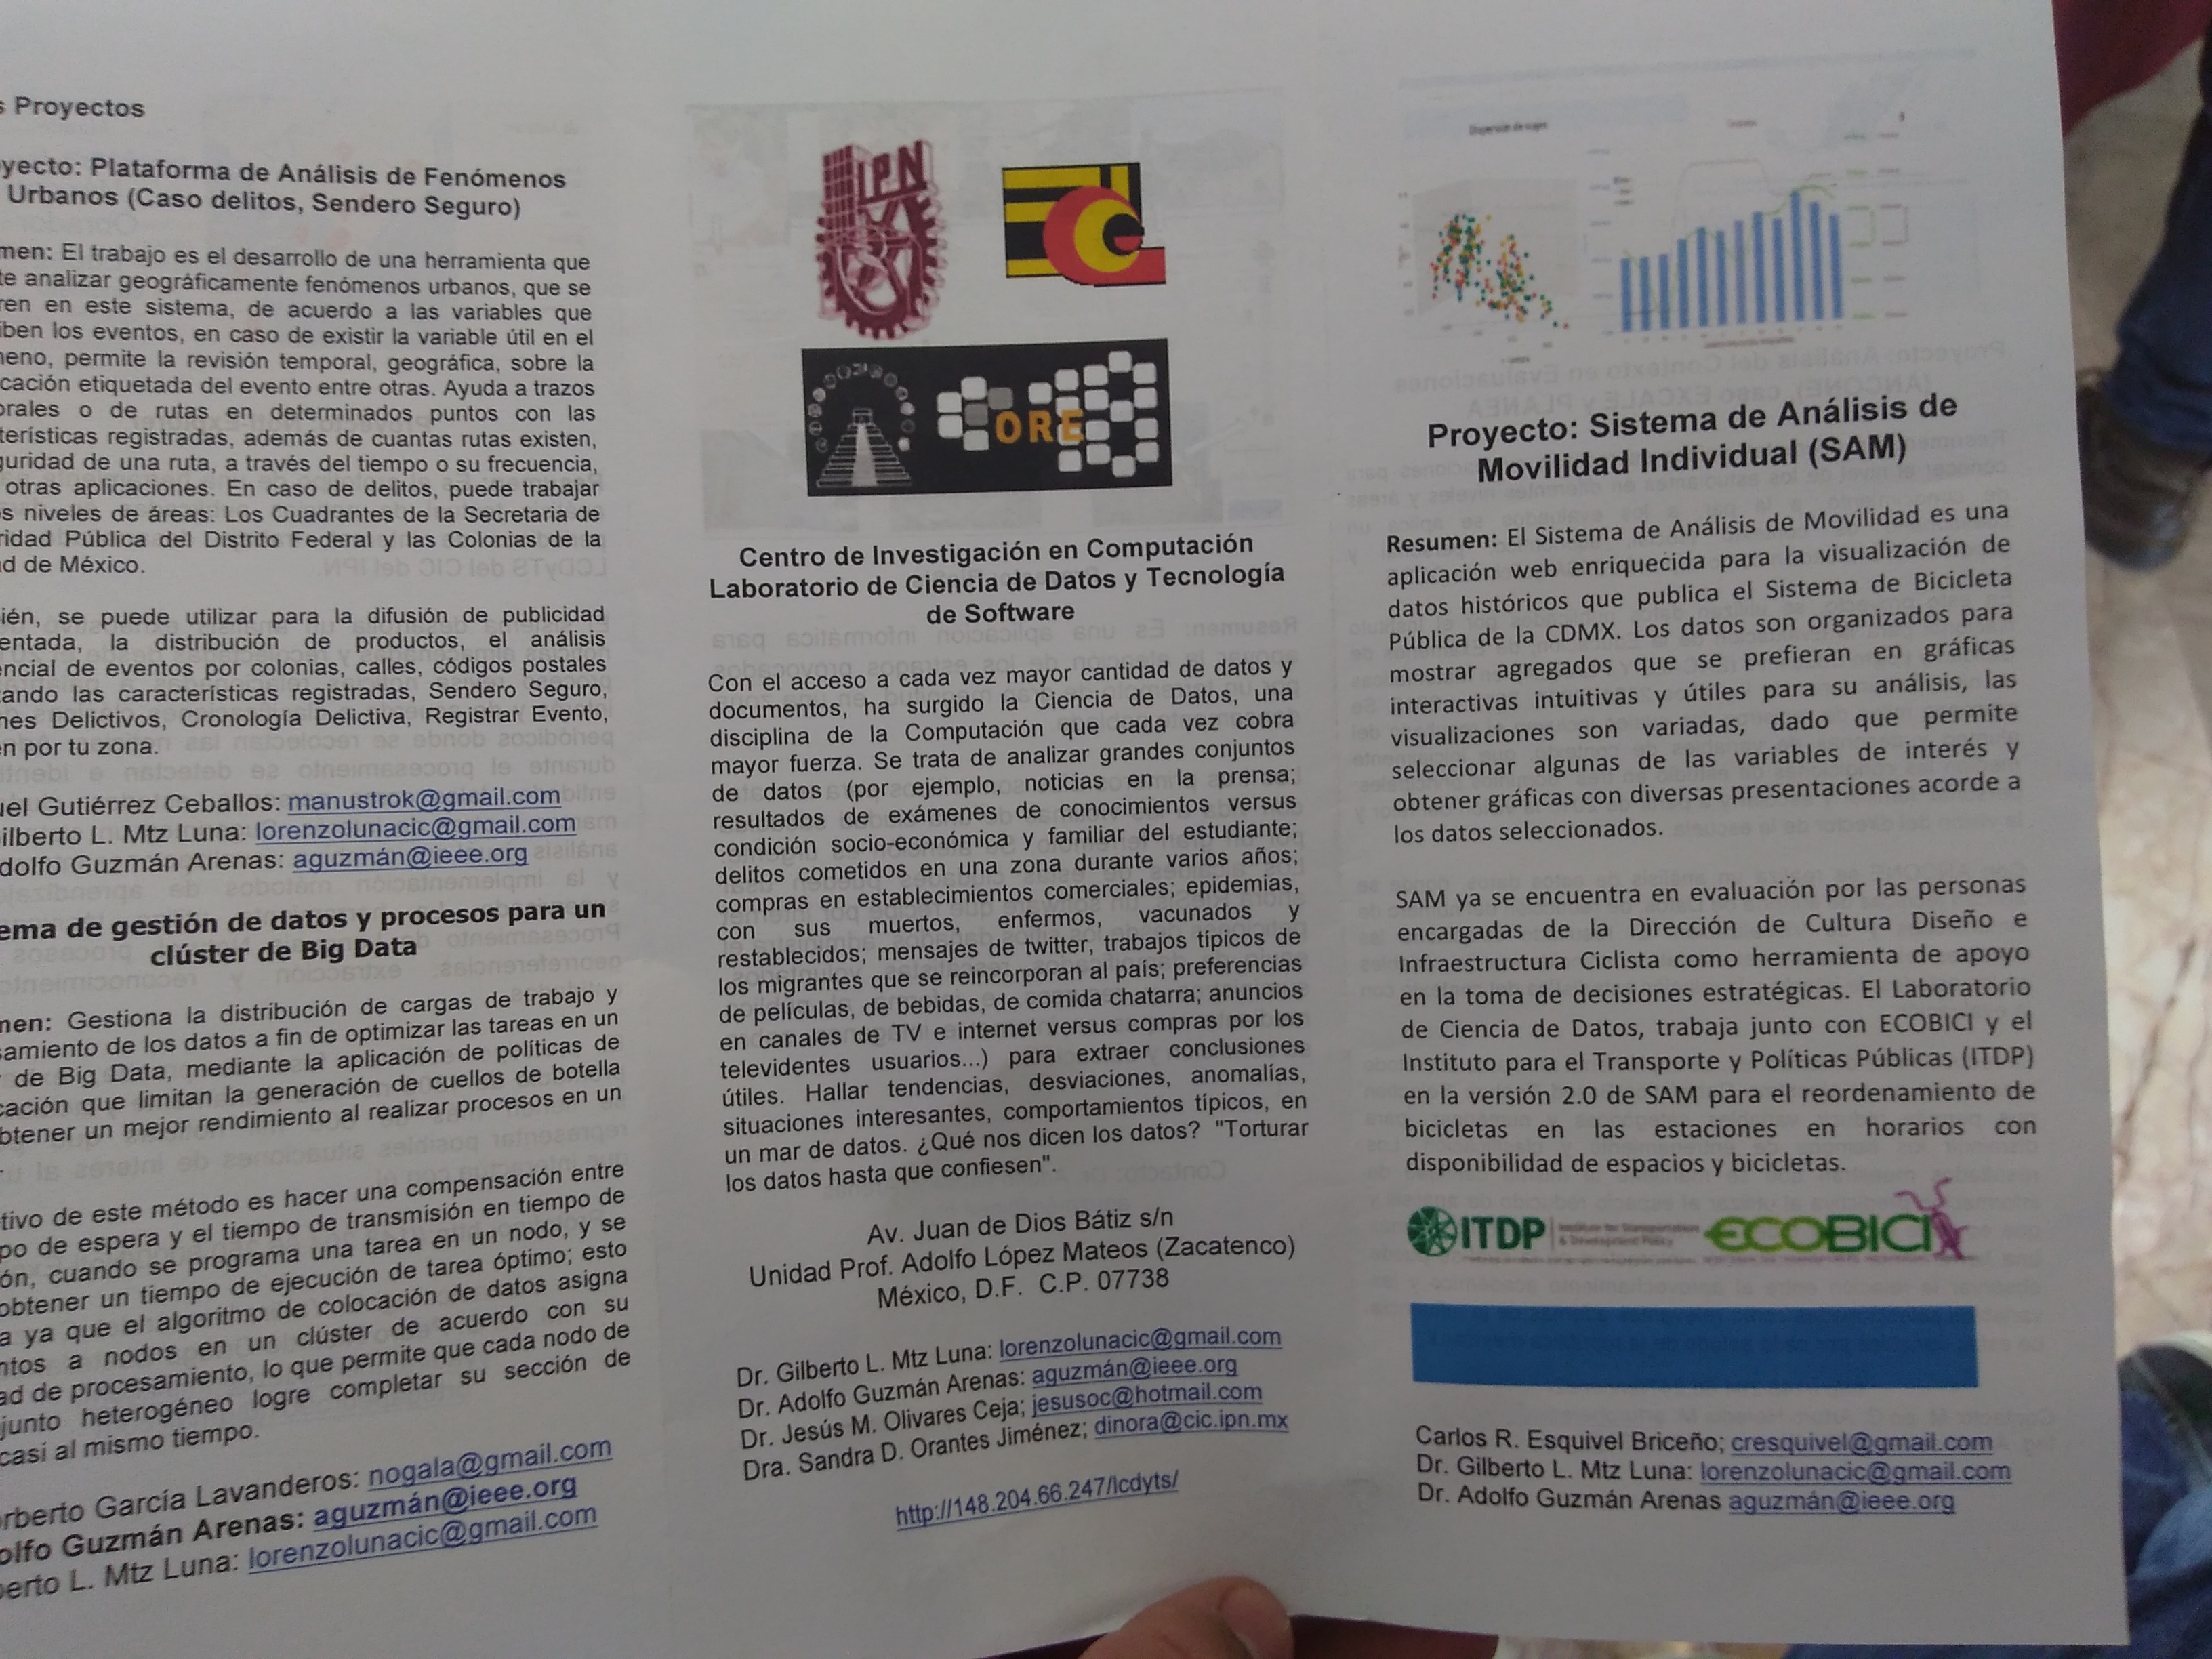 s Proyectos
yecto: Plataforma de Análisis de Fenómenos
Urbanos (Caso delitos, Sendero Seguro)
men: El trabajo es el desarrollo de una herramienta que
te analizar geográficamente fenómenos urbanos, que se
ren en este sistema, de acuerdo a las variables que
iben los eventos, en caso de existir la variable útil en el
neno, permite la revisión temporal, geográfica, sobre la
cación etiquetada del evento entre otras. Ayuda a trazos
orales o de rutas en determinados puntos con las
terísticas registradas, además de cuantas rutas existen,
guridad de una ruta, a través del tiempo o su frecuencia,
otras aplicaciones. En caso de delitos, puede trabajar
s niveles de áreas: Los Cuadrantes de la Secretaria de
ridad Pública del Distrito Federal y las Colonias de la
d de México.
ién, se puede utilizar para la difusión de publicidad
entada, la distribución de productos, el análisis
encial de eventos por colonias, calles, códigos postales
ando las características registradas, Sendero Seguro,
nes Delictivos, Cronología Delictiva, Registrar Evento,
n por tu zona.
uel Gutiérrez Ceballos: manustrok@gmail.com
ilberto L. Mtz Luna: lorenzolunacic@gmail.com
dolfo Guzmán Arenas: aguzmán@ieee.org
ema de gestión de datos y procesos para un
clúster de Big Data
men: Gestiona la distribución de cargas de trabajo y
samiento de los datos a fin de optimizar las tareas en un
de Big Data, mediante la aplicación de políticas de
cación que limitan la generación de cuellos de botella
btener un mejor rendimiento al realizar procesos en un
tivo de este método es hacer una compensación entre
po de espera y el tiempo de transmisión en tiempo de
ón, cuando se programa una tarea en un nodo, y se
obtener un tiempo de ejecución de tarea óptimo; esto
a ya que el algoritmo de colocación de datos asigna
ntos a nodos en un clúster de acuerdo con su
ad de procesamiento, lo que permite que cada nodo de
junto heterogéneo logre completar su sección de
casi al mismo tiempo.
rberto García Lavanderos: nogala@gmail.com
olfo Guzmán Arenas: aguzmán@ieee.org
berto L. Mtz Luna: lorenzolunacic@gmail.com
IPN
ORE
Centro de Investigación en Computación
Laboratorio de Ciencia de Datos y Tecnología
de Software
Con el acceso a cada vez mayor cantidad de datos y
documentos, ha surgido la Ciencia de Datos, una
disciplina de la Computación que cada vez cobra
mayor fuerza. Se trata de analizar grandes conjuntos
de datos (por ejemplo, noticias en la prensa;
resultados de exámenes de conocimientos versus
condición socio-económica y familiar del estudiante;
delitos cometidos en una zona durante varios años;
compras en establecimientos comerciales; epidemias,
con sus muertos, enfermos, vacunados y
restablecidos; mensajes de twitter, trabajos típicos de
los migrantes que se reincorporan al país; preferencias
de películas, de bebidas, de comida chatarra; anuncios
en canales de TV e internet versus compras por los
televidentes usuarios...) para extraer conclusiones
útiles. Hallar tendencias, desviaciones, anomalías,
situaciones interesantes, comportamientos típicos, en
un mar de datos. ¿Qué nos dicen los datos? "Torturar
los datos hasta que confiesen".
Av. Juan de Dios Bátiz s/n
Unidad Prof. Adolfo López Mateos (Zacatenco)
México, D.F. C.P. 07738
Dr. Gilberto L. Mtz Luna: lorenzolunacic@gmail.com
Dr. Adolfo Guzmán Arenas: aguzmán@ieee.org
Dr. Jesús M. Olivares Ceja; jesusoc@hotmail.com
Dra. Sandra D. Orantes Jiménez; dinora@cic.ipn.mx
http://148.204.66.247/lcdyts/
Proyecto: Sistema de Análisis de
Movilidad Individual (SAM)
Resumen: El Sistema de Análisis de Movilidad es una
aplicación web enriquecida para la visualización de
datos históricos que publica el Sistema de Bicicleta
Pública de la CDMX. Los datos son organizados para
mostrar agregados que se prefieran en gráficas
interactivas intuitivas y útiles para su análisis, las
visualizaciones son variadas, dado que permite
seleccionar algunas de las variables de interés y
obtener gráficas con diversas presentaciones acorde a
los datos seleccionados.
SAM ya se encuentra en evaluación por las personas
encargadas de la Dirección de Cultura Diseño e
Infraestructura Ciclista como herramienta de apoyo
en la toma de decisiones estratégicas. El Laboratorio
de Ciencia de Datos, trabaja junto con ECOBICI y el
Instituto para el Transporte y Políticas Públicas (ITDP)
en la versión 2.0 de SAM para el reordenamiento de
bicicletas en las estaciones en horarios con
disponibilidad de espacios y bicicletas.
ITDP Institute for Transportation
& Development Policy
ECOBICI
Carlos R. Esquivel Briceño; cresquivel@gmail.com
Dr. Gilberto L. Mtz Luna: lorenzolunacic@gmail.com
Dr. Adolfo Guzmán Arenas aguzmán@ieee.org